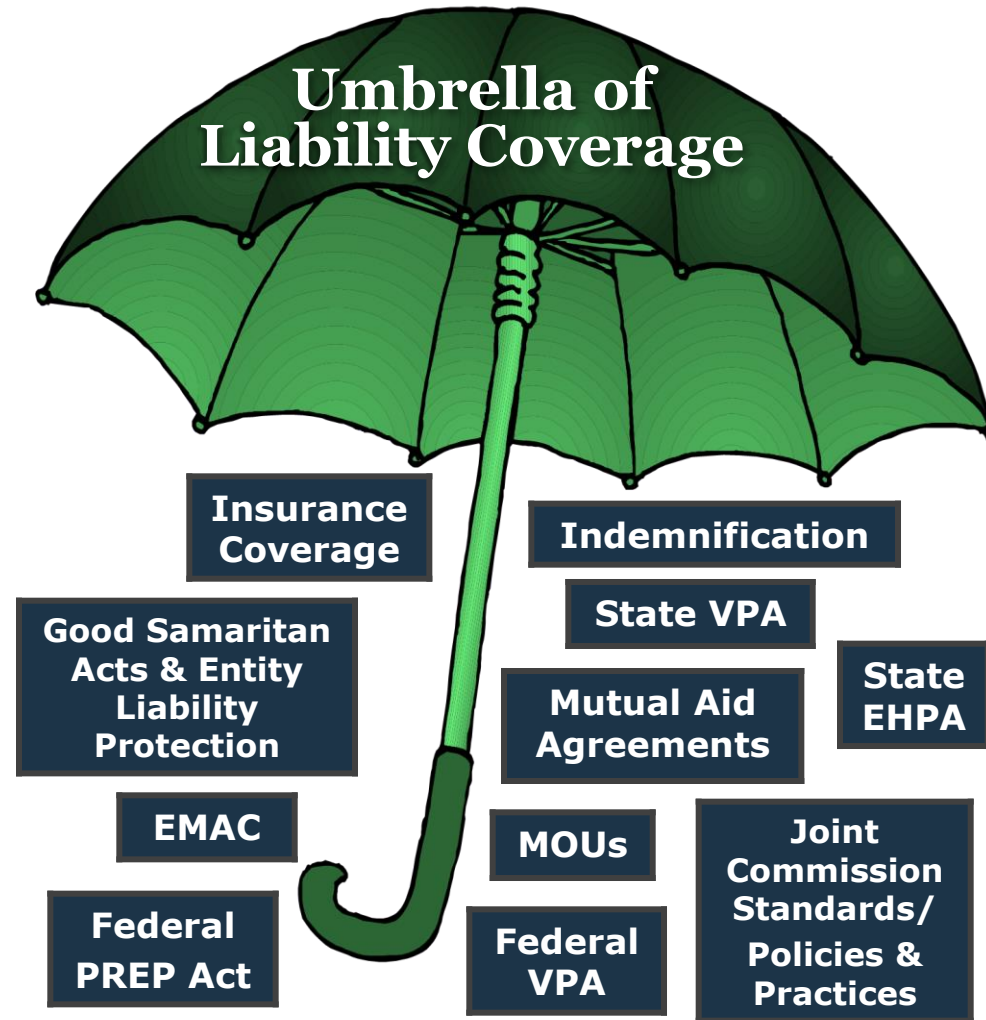 Umbrella of
Liability Coverage
Insurance
Coverage
Indemnification
State VPA
Good Samaritan
Acts & Entity
Liability
Protection
State
EHPA
Mutual Aid
Agreements
EMAC
MOUs
Joint
Commission
Standards/
Policies &
Practices
Federal
PREP Act
Federal
VPA